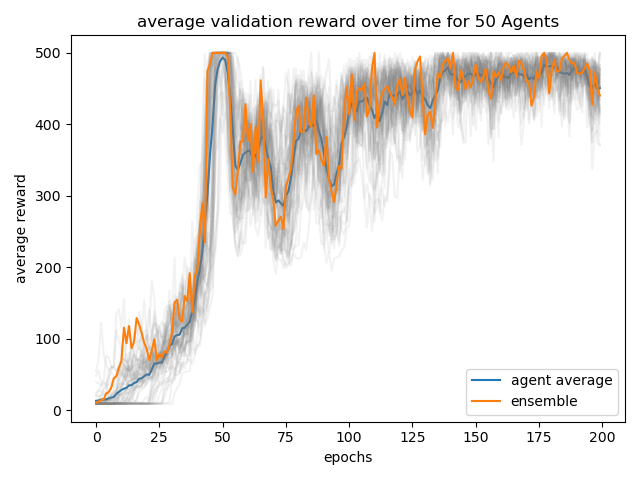 average validation reward over time for 50 Agents
500
400
300
200
100
0
average reward
agent average
ensemble
0 25 50 75 100 125 150 175 200
epochs